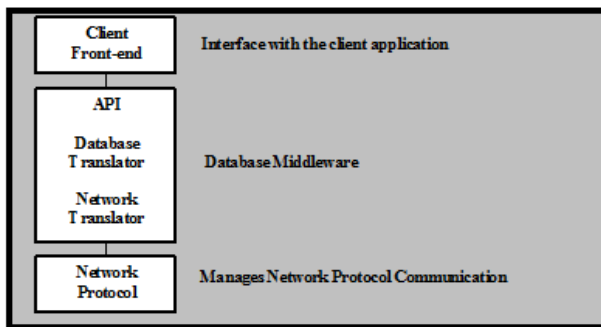 Client
Front-end
Interface with the client application
API
Database
Translator
Database Middleware
Network
Translator
Network
Protocol
Manages Network Protocol Communication